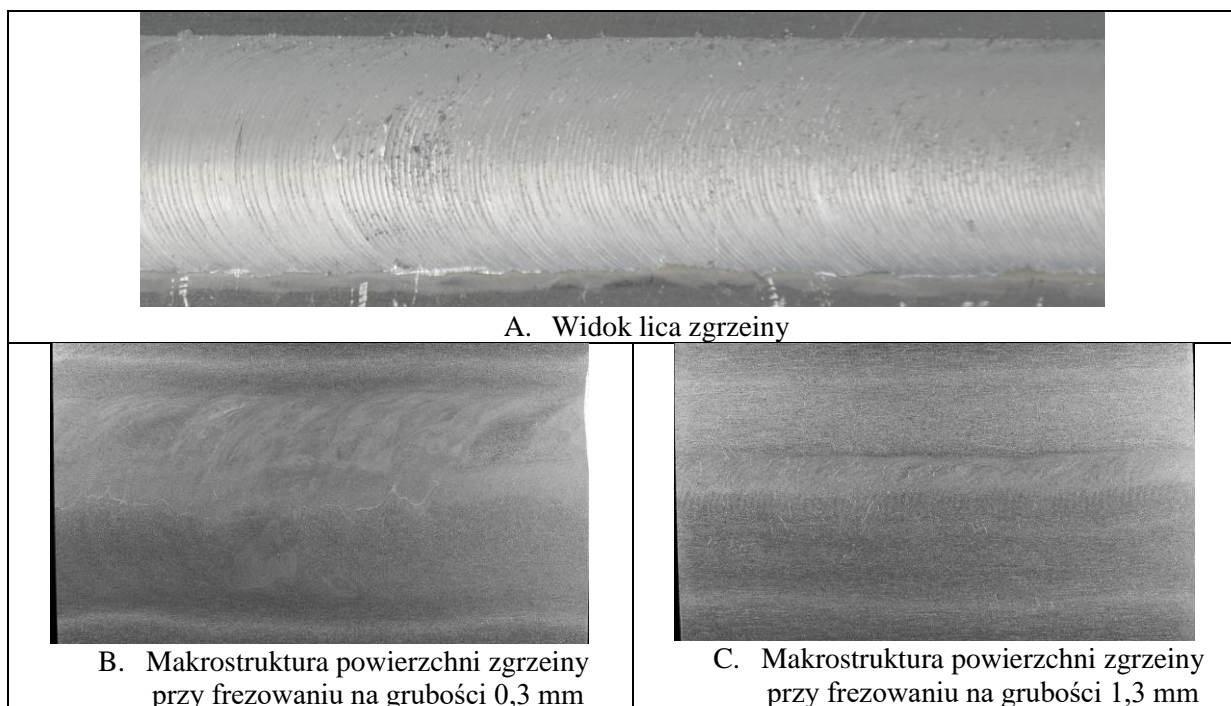 A. Widok lica zgrzeiny
B. Makrostruktura powierzchni zgrzeiny
przy frezowaniu na grubości 0,3 mm
C. Makrostruktura powierzchni zgrzeiny
przy frezowaniu na grubości 1,3 mm